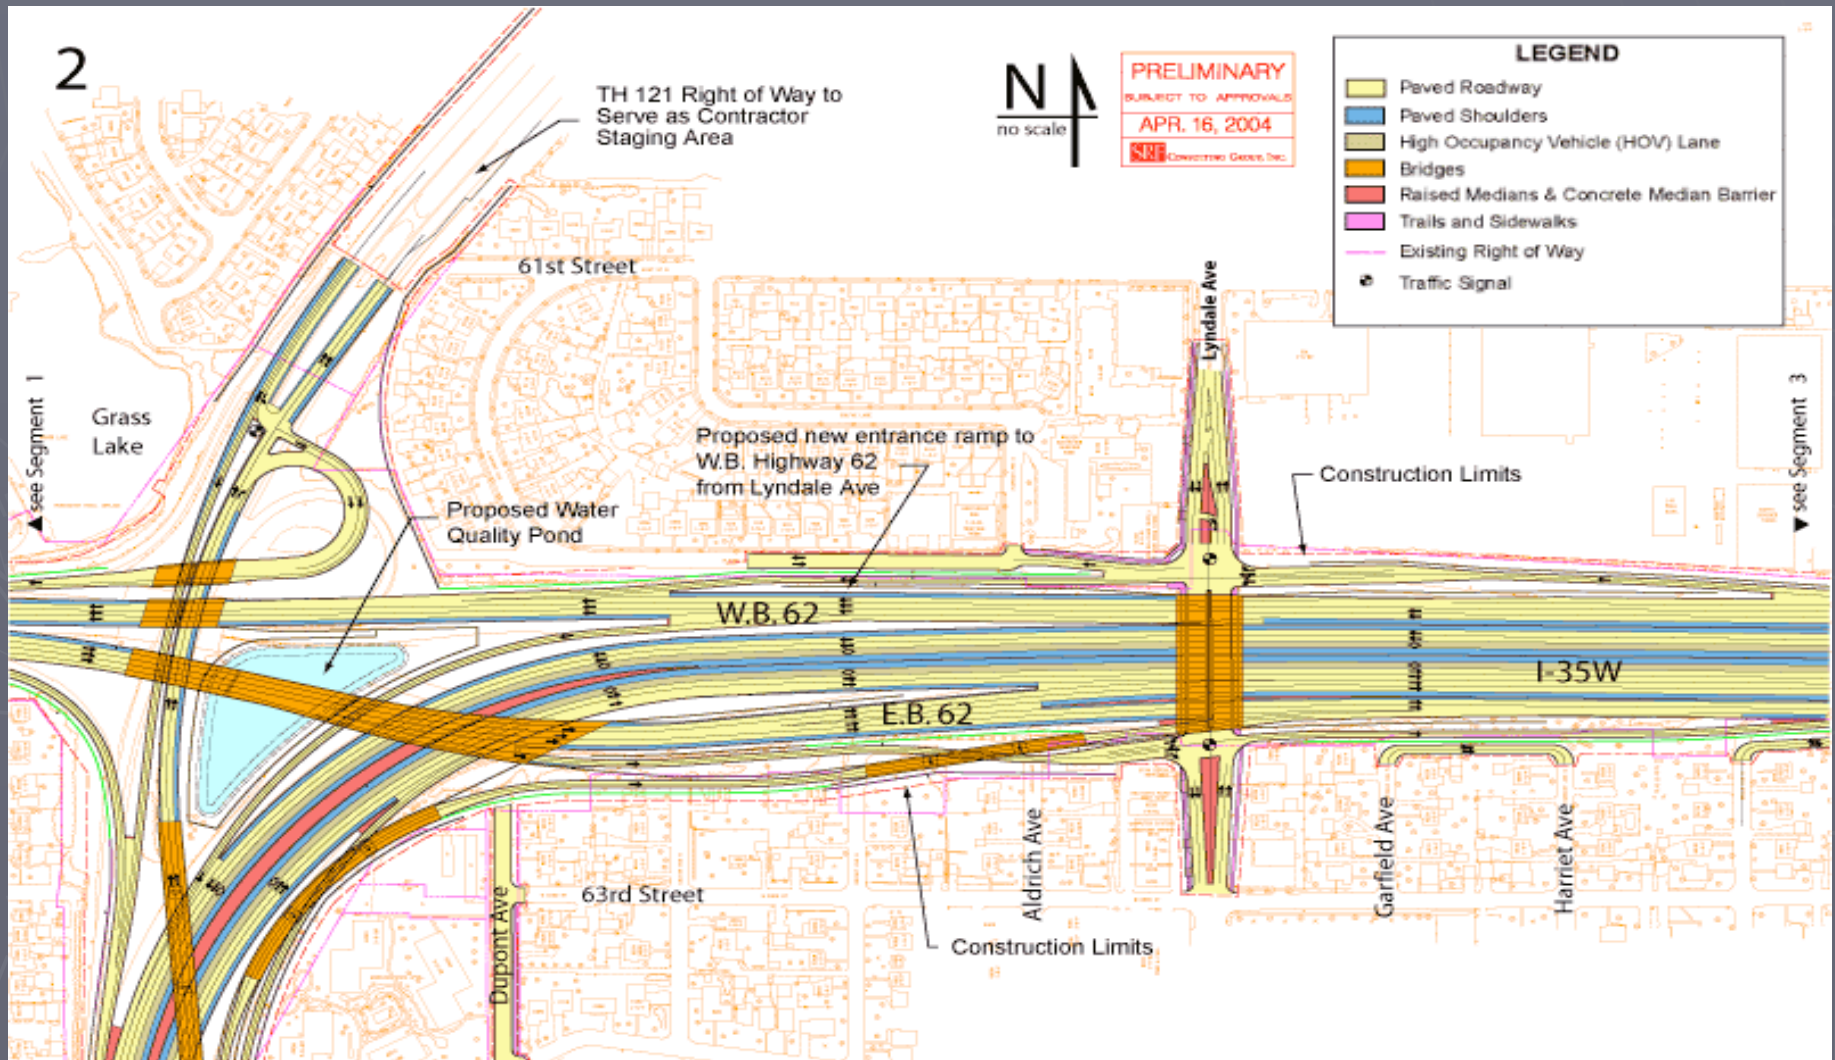 2
TH 121 Right of Way to
Serve as Contractor
Staging Area
N
no scale
PRELIMINARY
SUBJECT TO APPROVALS
APR. 16, 2004
SRF CONSULTING GROUP, INC.
LEGEND
Paved Roadway
Paved Shoulders
High Occupancy Vehicle (HOV) Lane
Bridges
Raised Medians & Concrete Median Barrier
Trails and Sidewalks
Existing Right of Way
Traffic Signal
61st Street
Lyndale Ave
see Segment 1
Grass
Lake
Proposed Water
Quality Pond
Proposed new entrance ramp to
W.B. Highway 62
from Lyndale Ave
Construction Limits
see Segment 3
W.B. 62
I-35W
E.B. 62
63rd Street
Dupont Ave
Aldrich Ave
Garfield Ave
Harriet Ave
Construction Limits